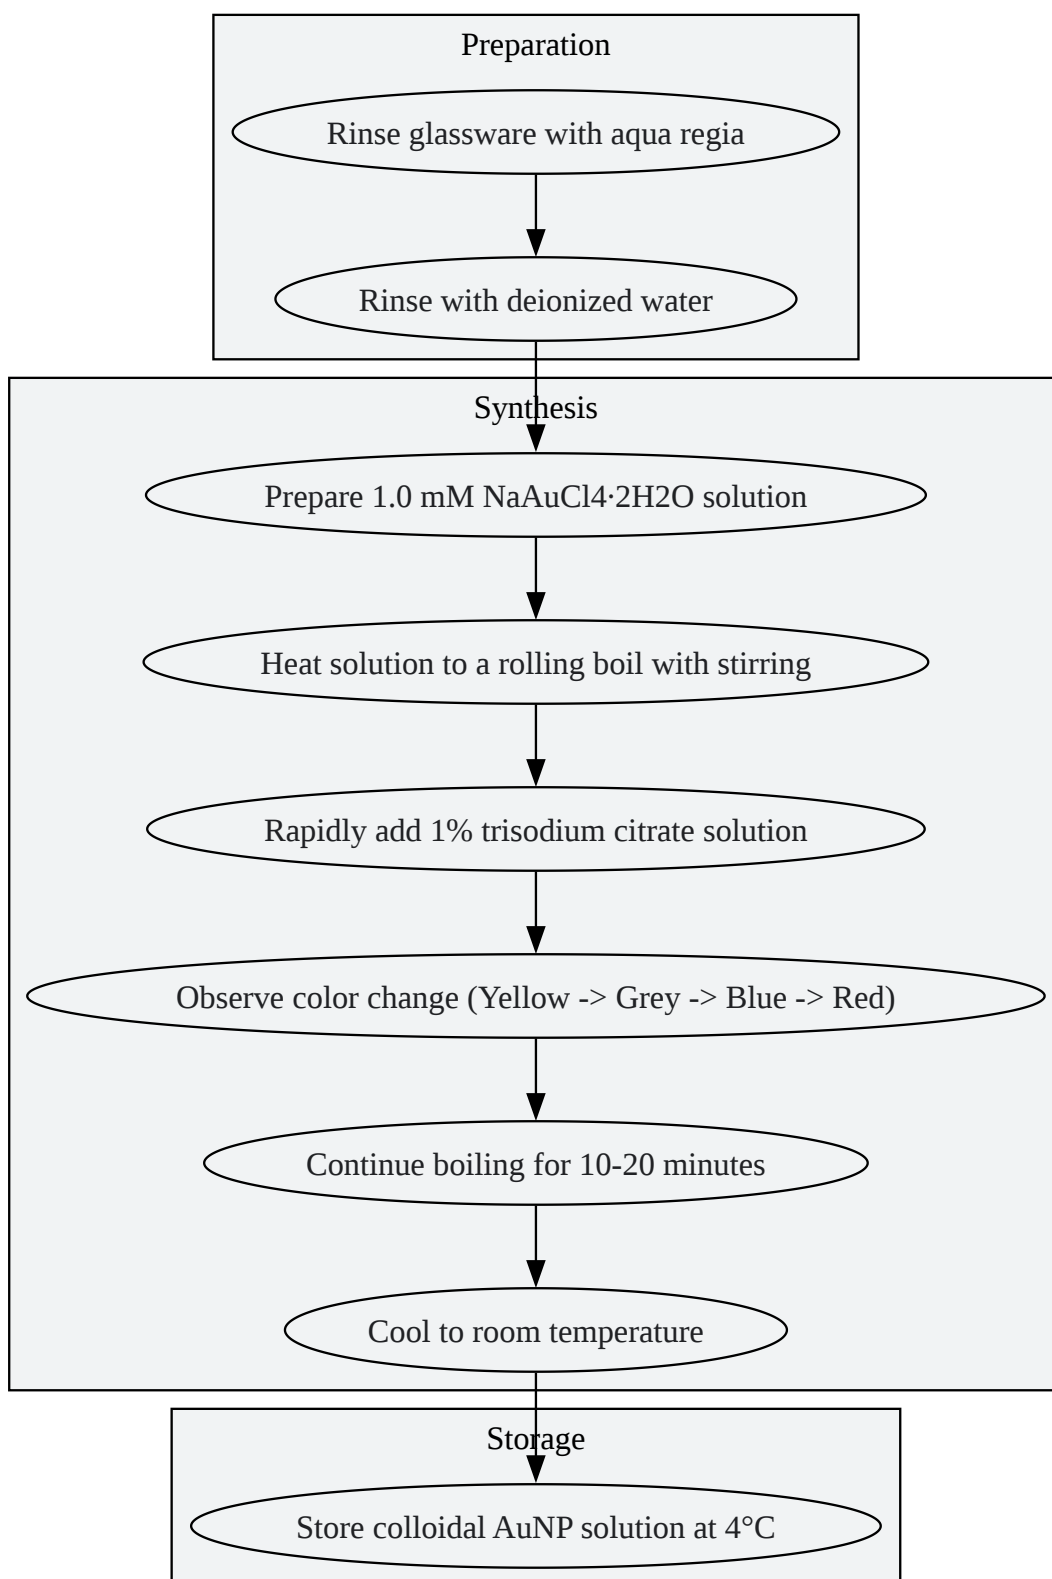 Preparation
Rinse glassware with aqua regia
Rinse with deionized water
Synthesis
Prepare 1.0 mM NaAuCl4·2H2O solution
Heat solution to a rolling boil with stirring
Rapidly add 1% trisodium citrate solution
Observe color change (Yellow -> Grey -> Blue -> Red)
Continue boiling for 10-20 minutes
Cool to room temperature
Storage
Store colloidal AuNP solution at 4°C